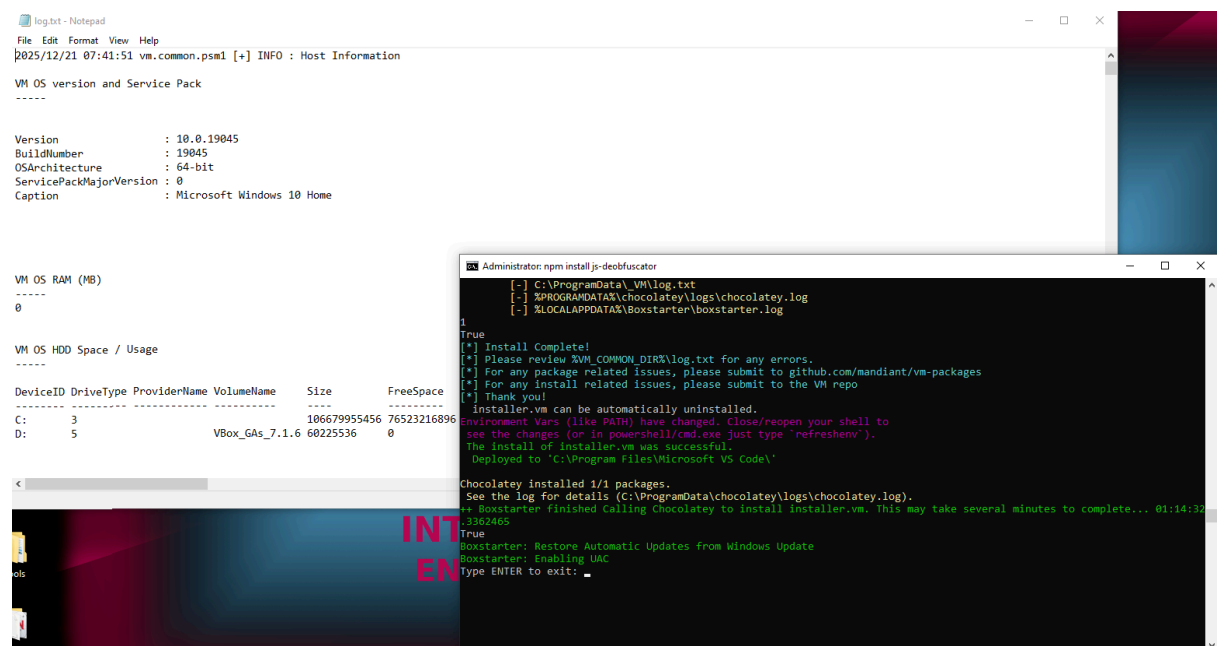 log.txt - Notepad
File Edit Format View Help
2025/12/21 07:41:51 vm.common.psm1 [+] INFO : Host Information
VM OS version and Service Pack
-----
Version : 10.0.19045
BuildNumber : 19045
OSArchitecture : 64-bit
ServicePackMajorVersion : 0
Caption : Microsoft Windows 10 Home
VM OS RAM (MB)
-----
0
VM OS HDD Space / Usage
-----
DeviceID DriveType ProviderName VolumeName Size FreeSpace
-------- --------- ------------ ---------- ---- ---------
C: 3 106679955456 76523216896
D: 5 VBox_GAs_7.1.6 60225536 0
Administrator: npm install js-deobfuscator
[-] C:\ProgramData\_VM\log.txt
[-] %PROGRAMDATA%\chocolatey\logs\chocolatey.log
[-] %LOCALAPPDATA%\Boxstarter\boxstarter.log
1
True
[*] Install Complete!
[*] Please review %VM_COMMON_DIR%\log.txt for any errors.
[*] For any package related issues, please submit to github.com/mandiant/vm-packages
[*] For any install related issues, please submit to the VM repo
[*] Thank you!
installer.vm can be automatically uninstalled.
Environment Vars (like PATH) have changed. Close/reopen your shell to
see the changes (or in powershell/cmd.exe just type `refreshenv`).
The install of installer.vm was successful.
Deployed to 'C:\Program Files\Microsoft VS Code\'
Chocolatey installed 1/1 packages.
See the log for details (C:\ProgramData\chocolatey\logs\chocolatey.log).
++ Boxstarter finished Calling Chocolatey to install installer.vm. This may take several minutes to complete... 01:14:32
.3362465
True
Boxstarter: Restore Automatic Updates from Windows Update
Boxstarter: Enabling UAC
Type ENTER to exit:
INT
EN
ols